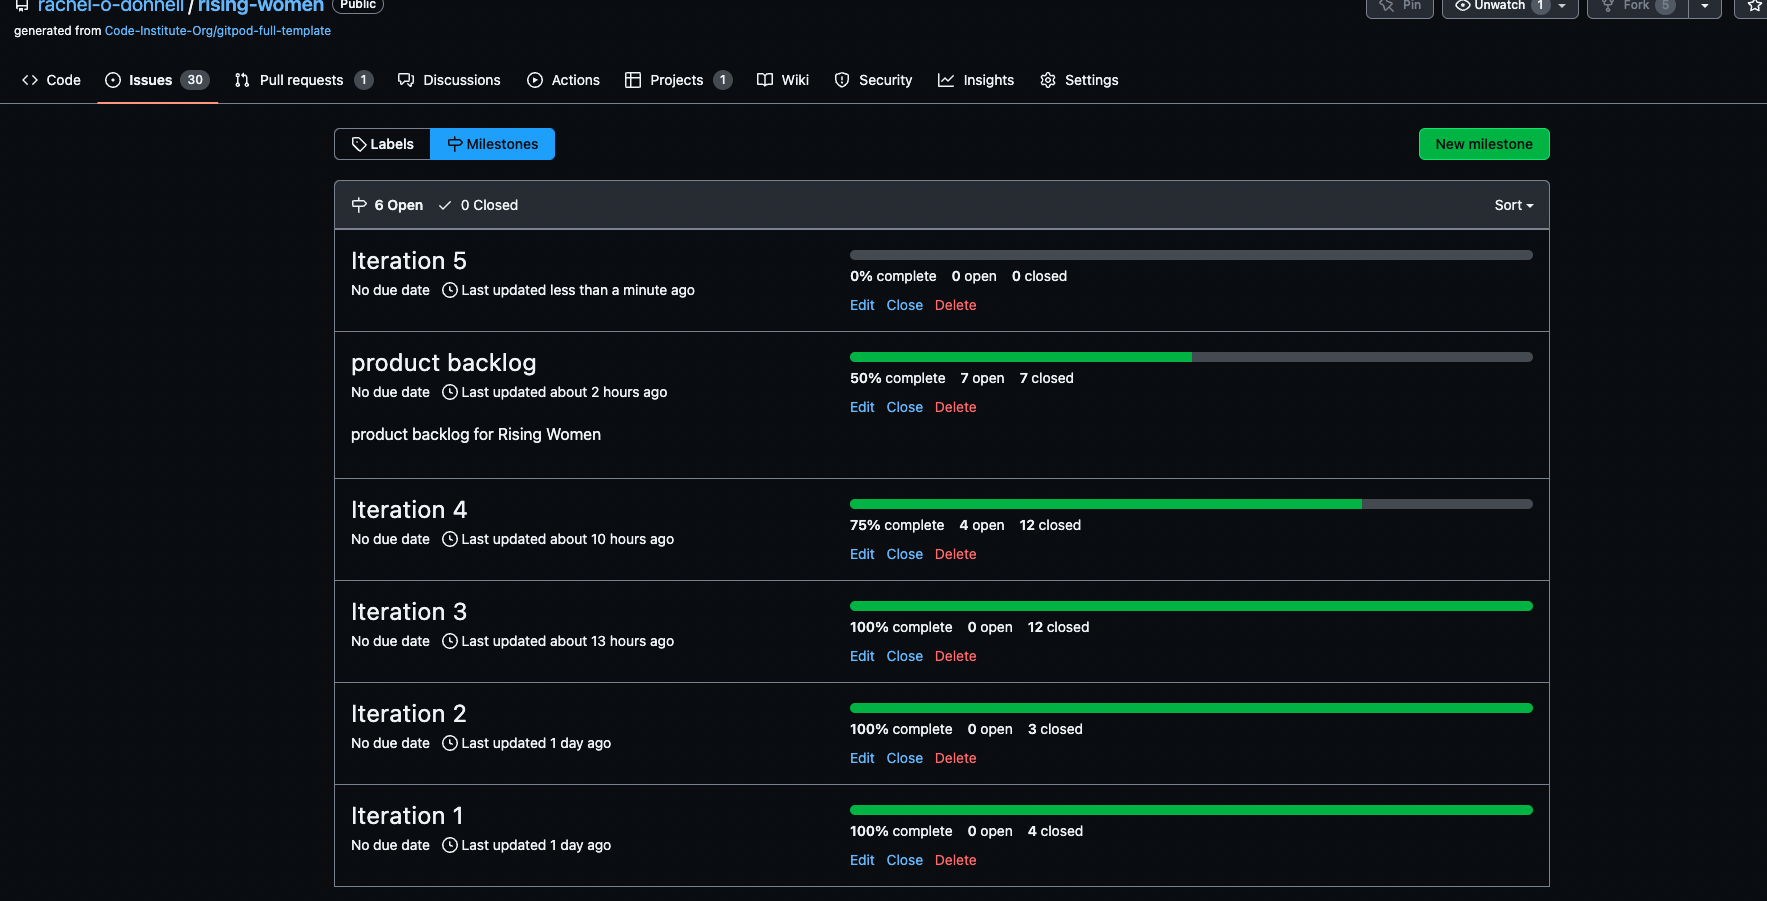 rachel-o-donnell / rising-women Public
Pin Unwatch 1 Fork 5
generated from Code-Institute-Org/gitpod-full-template
Code Issues 30 Pull requests 1 Discussions Actions Projects 1 Wiki Security Insights Settings
Labels Milestones New milestone
6 Open 0 Closed Sort
Iteration 5
No due date Last updated less than a minute ago
0% complete 0 open 0 closed
Edit Close Delete
product backlog
No due date Last updated about 2 hours ago
50% complete 7 open 7 closed
Edit Close Delete
product backlog for Rising Women
Iteration 4
No due date Last updated about 10 hours ago
75% complete 4 open 12 closed
Edit Close Delete
Iteration 3
No due date Last updated about 13 hours ago
100% complete 0 open 12 closed
Edit Close Delete
Iteration 2
No due date Last updated 1 day ago
100% complete 0 open 3 closed
Edit Close Delete
Iteration 1
No due date Last updated 1 day ago
100% complete 0 open 4 closed
Edit Close Delete